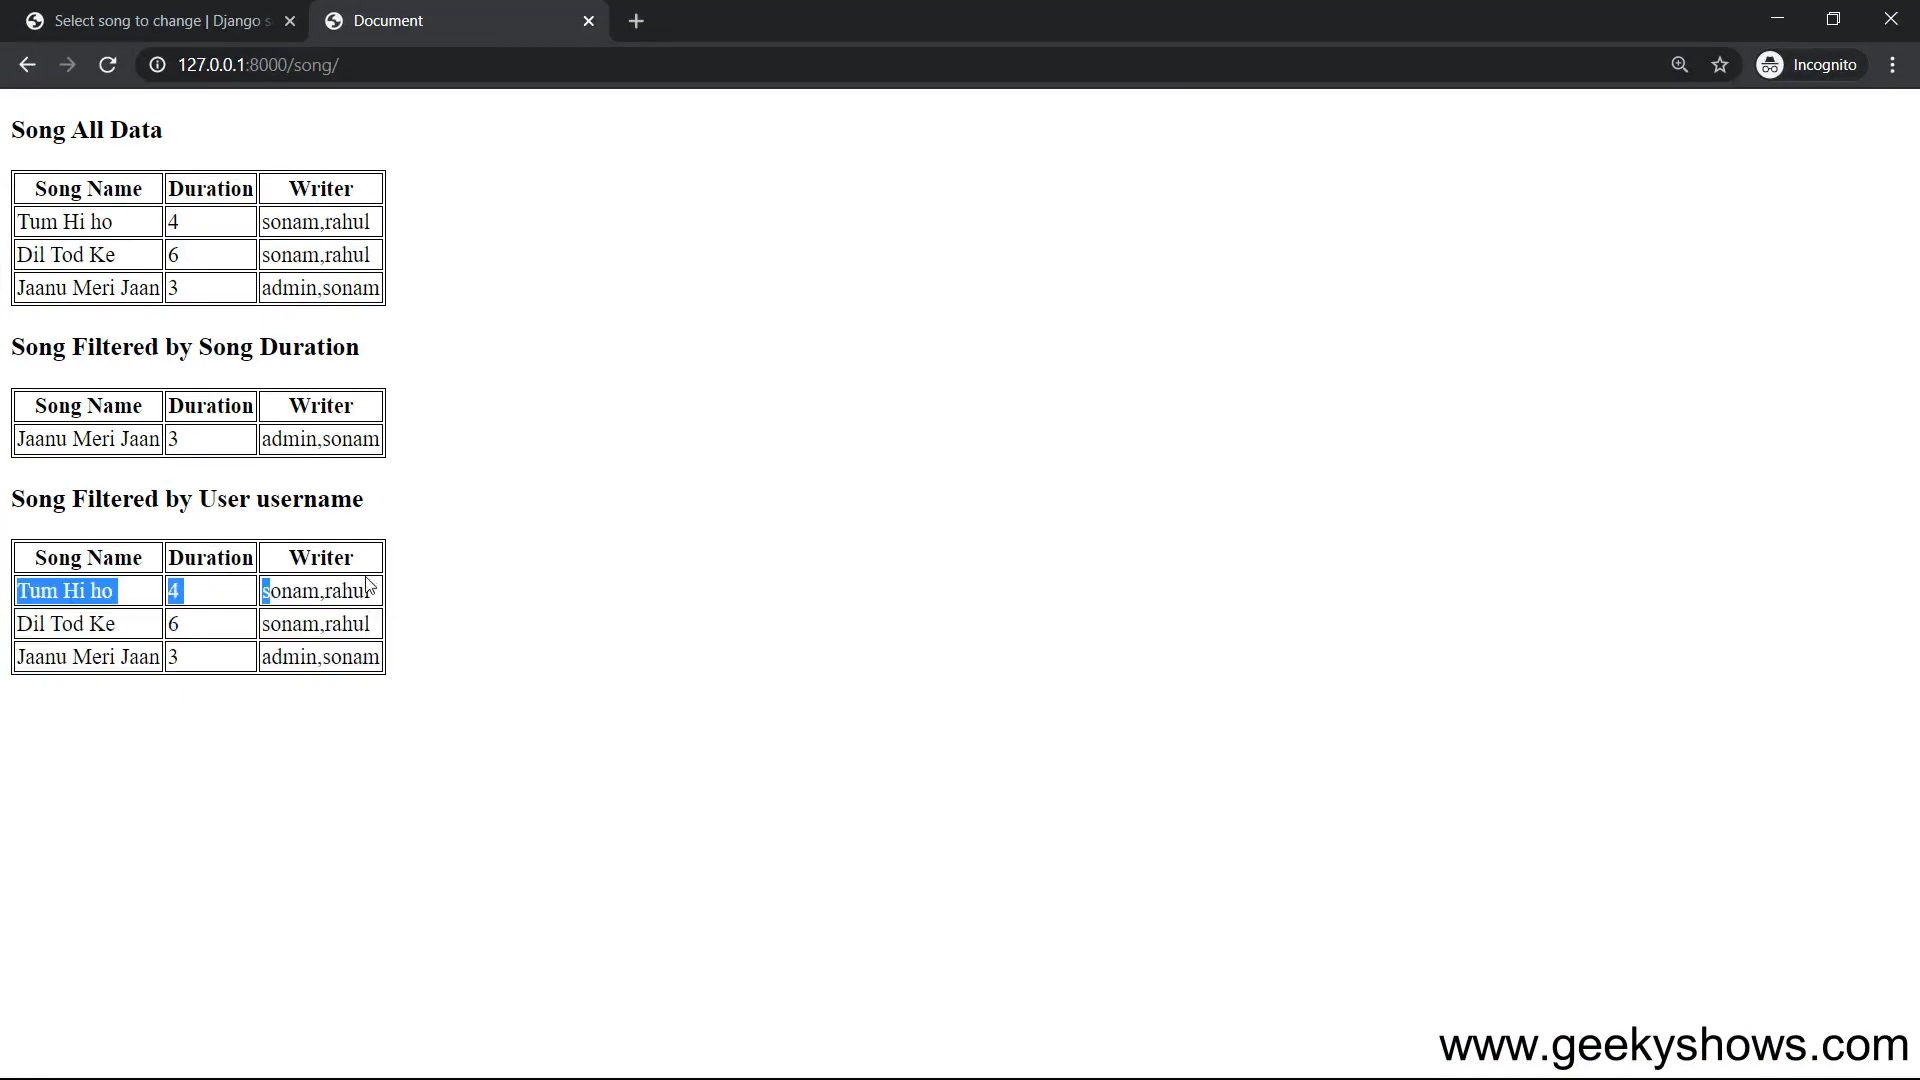 Select song to change | Django s
Document
127.0.0.1:8000/song/
Incognito
Song All Data
Song Name Duration Writer
Tum Hi ho 4 sonam,rahul
Dil Tod Ke 6 sonam,rahul
Jaanu Meri Jaan 3 admin,sonam
Song Filtered by Song Duration
Song Name Duration Writer
Jaanu Meri Jaan 3 admin,sonam
Song Filtered by User username
Song Name Duration Writer
Tum Hi ho 4 sonam,rahul
Dil Tod Ke 6 sonam,rahul
Jaanu Meri Jaan 3 admin,sonam
www.geekyshows.com